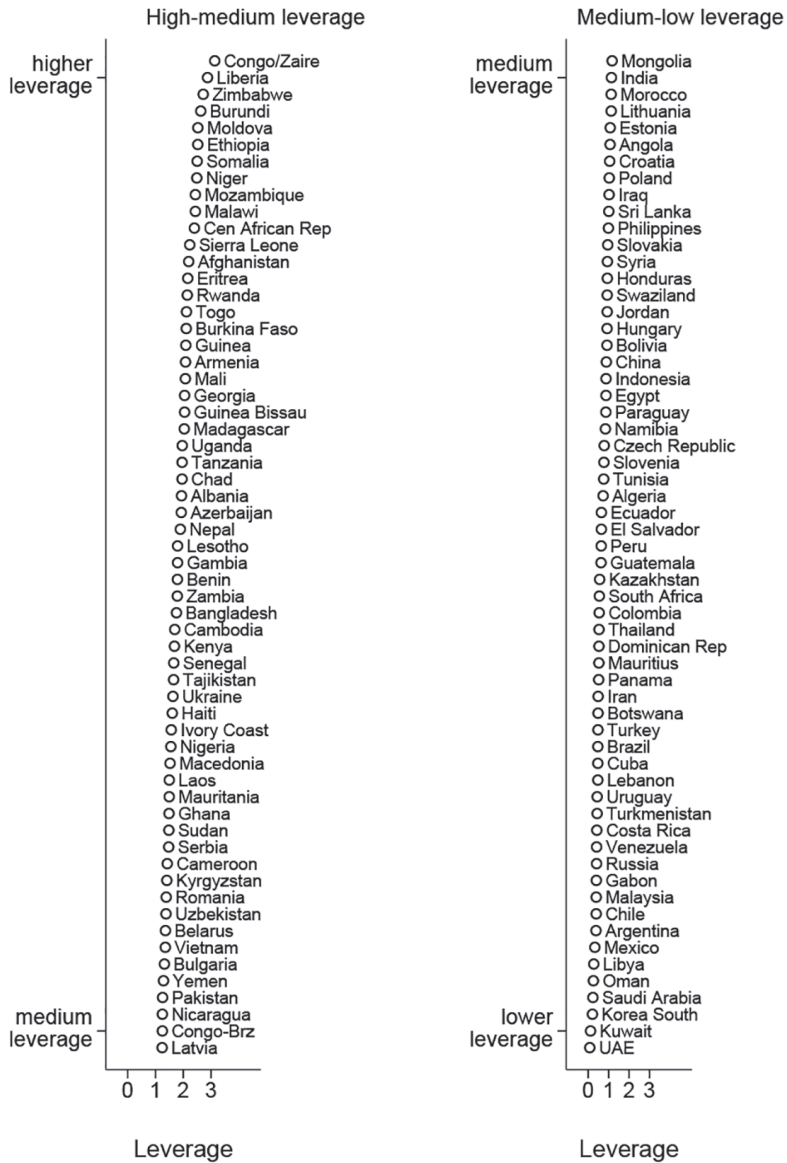 High-medium leverage
higher
leverage
Congo/Zaire
Liberia
Zimbabwe
Burundi
Moldova
Ethiopia
Somalia
Niger
Mozambique
Malawi
Cen African Rep
Sierra Leone
Afghanistan
Eritrea
Rwanda
Togo
Burkina Faso
Guinea
Armenia
Mali
Georgia
Guinea Bissau
Madagascar
Uganda
Tanzania
Chad
Albania
Azerbaijan
Nepal
Lesotho
Gambia
Benin
Zambia
Bangladesh
Cambodia
Kenya
Senegal
Tajikistan
Ukraine
Haiti
Ivory Coast
Nigeria
Macedonia
Laos
Mauritania
Ghana
Sudan
Serbia
Cameroon
Kyrgyzstan
Romania
Uzbekistan
Belarus
Vietnam
Bulgaria
Yemen
Pakistan
Nicaragua
Congo-Brz
Latvia
medium
leverage
0 1 2 3
Leverage
Medium-low leverage
medium
leverage
Mongolia
India
Morocco
Lithuania
Estonia
Angola
Croatia
Poland
Iraq
Sri Lanka
Philippines
Slovakia
Syria
Honduras
Swaziland
Jordan
Hungary
Bolivia
China
Indonesia
Egypt
Paraguay
Namibia
Czech Republic
Slovenia
Tunisia
Algeria
Ecuador
El Salvador
Peru
Guatemala
Kazakhstan
South Africa
Colombia
Thailand
Dominican Rep
Mauritius
Panama
Iran
Botswana
Turkey
Brazil
Cuba
Lebanon
Uruguay
Turkmenistan
Costa Rica
Venezuela
Russia
Gabon
Malaysia
Chile
Argentina
Mexico
Libya
Oman
Saudi Arabia
Korea South
Kuwait
UAE
lower
leverage
0 1 2 3
Leverage